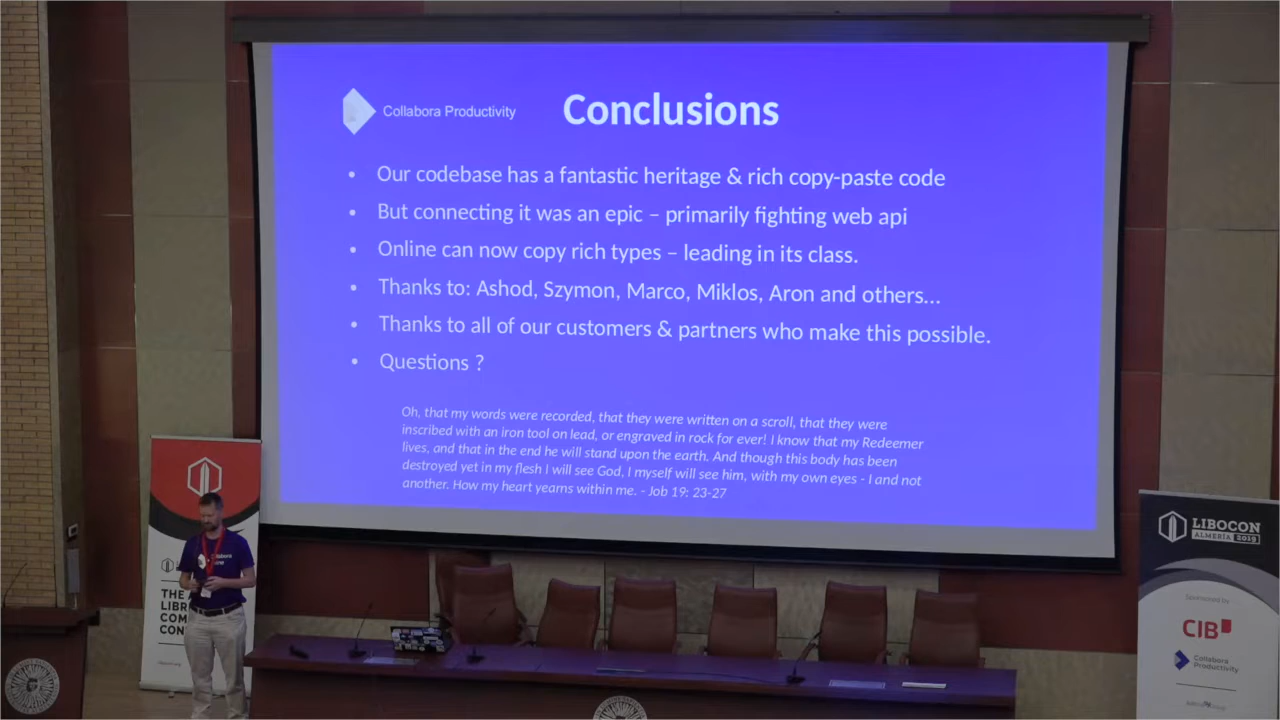 Collabora Productivity
Conclusions
• Our codebase has a fantastic heritage & rich copy-paste code
• But connecting it was an epic – primarily fighting web api
• Online can now copy rich types – leading in its class.
• Thanks to: Ashod, Szymon, Marco, Miklos, Aron and others...
• Thanks to all of our customers & partners who make this possible.
• Questions ?
Oh, that my words were recorded, that they were written on a scroll, that they were
inscribed with an iron tool on lead, or engraved in rock for ever! I know that my Redeemer
lives, and that in the end he will stand upon the earth. And though this body has been
destroyed yet in my flesh I will see God, I myself will see him, with my own eyes - I and not
another. How my heart yearns within me. - Job 19: 23-27
THE
LIBR
COM
CON
Collabora
LIBOCON
ALMERÍA 2019
Sponsored by
CIB
Collabora
Productivity